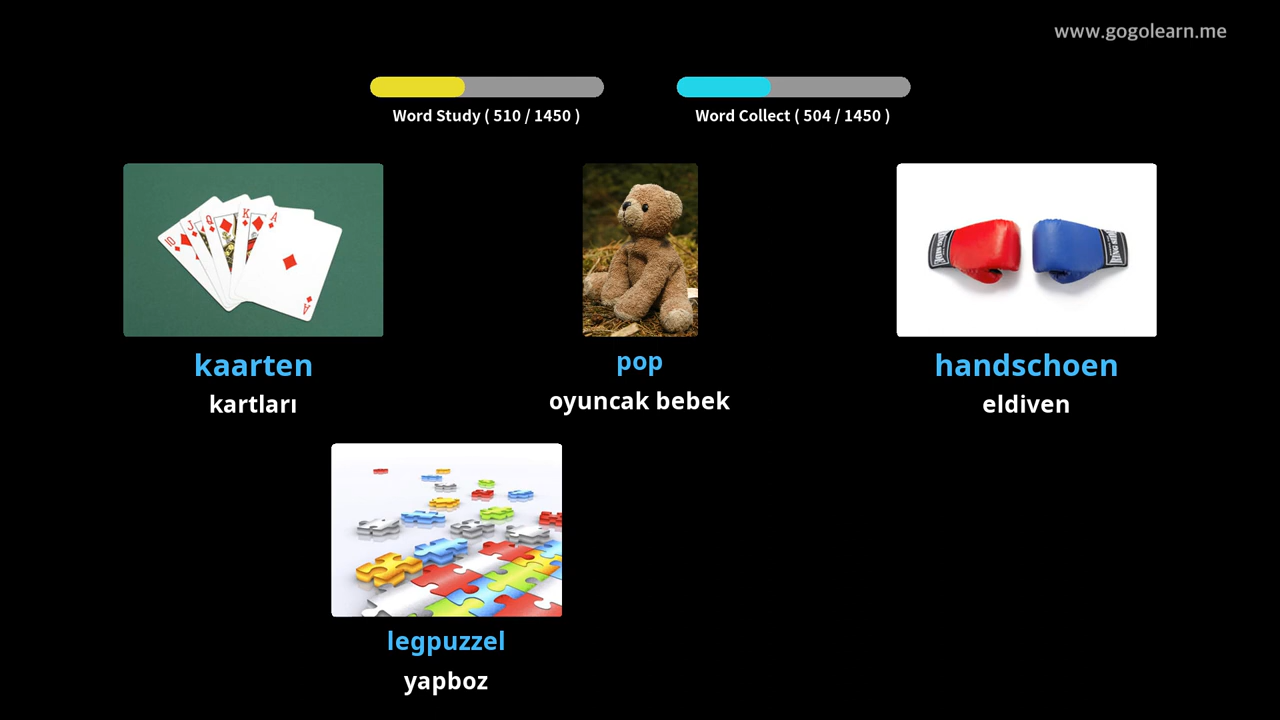 www.gogolearn.me
Word Study ( 510 / 1450 )
Word Collect ( 504 / 1450 )
10 J Q K A
A
kaarten
pop
handschoen
kartları
oyuncak bebek
eldiven
legpuzzel
yapboz